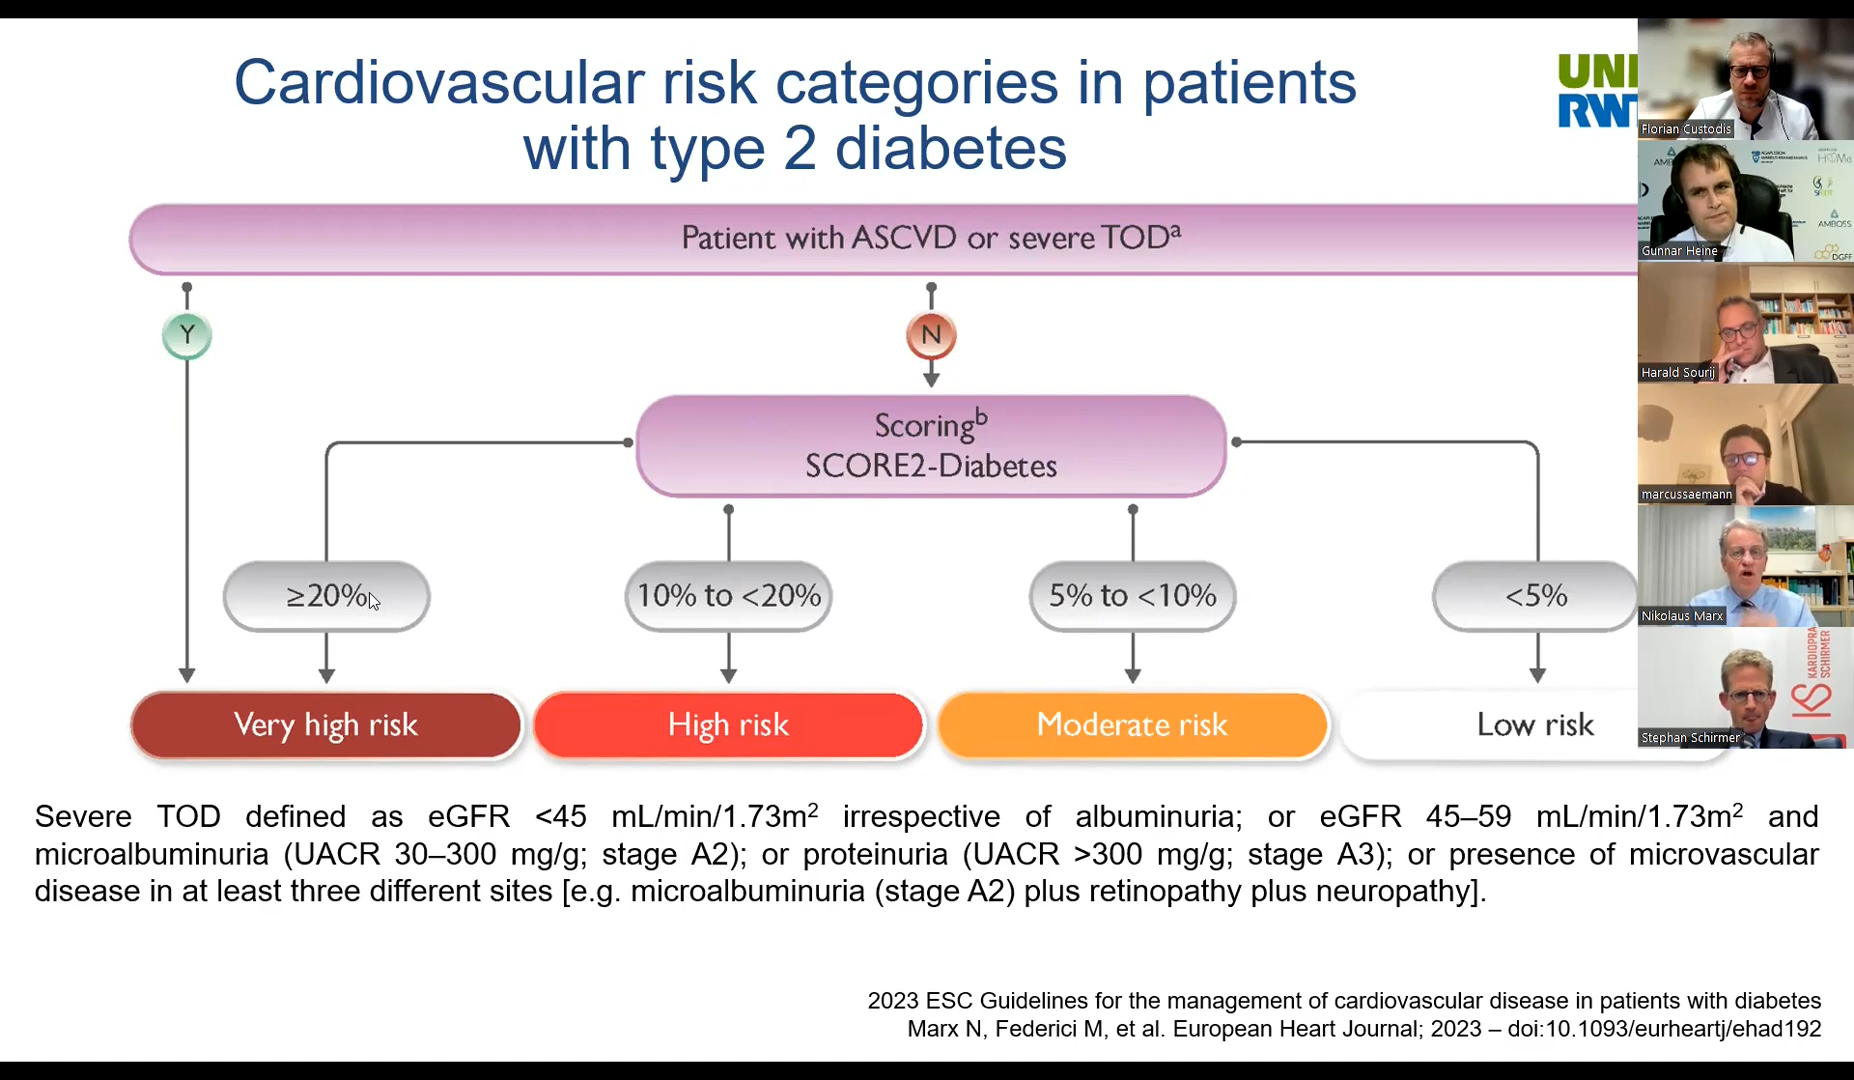 Cardiovascular risk categories in patients
with type 2 diabetes
UNI
RWT
Patient with ASCVD or severe TODᵃ
Y
N
Scoringᵇ
SCORE2-Diabetes
≥20%
10% to <20%
5% to <10%
<5%
Very high risk
High risk
Moderate risk
Low risk
Severe TOD defined as eGFR <45 mL/min/1.73m² irrespective of albuminuria; or eGFR 45–59 mL/min/1.73m² and
microalbuminuria (UACR 30–300 mg/g; stage A2); or proteinuria (UACR >300 mg/g; stage A3); or presence of microvascular
disease in at least three different sites [e.g. microalbuminuria (stage A2) plus retinopathy plus neuropathy].
2023 ESC Guidelines for the management of cardiovascular disease in patients with diabetes
Marx N, Federici M, et al. European Heart Journal; 2023 – doi:10.1093/eurheartj/ehad192
Florian Custodis
AMBOSS
DGFF
Gunnar Heine
Harald Sourij
marcussaemann
Nikolaus Marx
KARDIOPRA
SCHIRMER
Stephan Schirmer